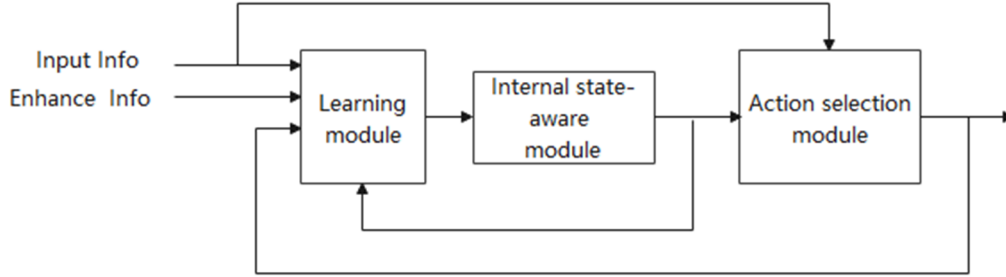 Input Info
Enhance Info
Learning
module
Internal state-
aware
module
Action selection
module